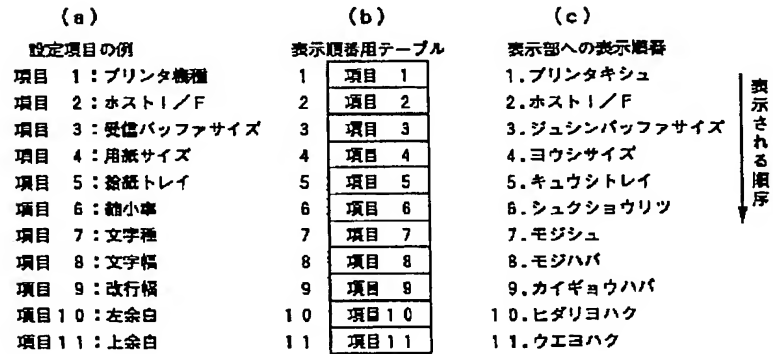 (a)
設定項目の例
項目 1:プリンタ機種
項目 2:ホストI/F
項目 3:受信バッファサイズ
項目 4:用紙サイズ
項目 5:給紙トレイ
項目 6:縮小率
項目 7:文字種
項目 8:文字幅
項目 9:改行幅
項目10:左余白
項目11:上余白
(b)
表示順番用テーブル
1 項目 1
2 項目 2
3 項目 3
4 項目 4
5 項目 5
6 項目 6
7 項目 7
8 項目 8
9 項目 9
10 項目10
11 項目11
(c)
表示部への表示順番
1.プリンタキシュ
2.ホストI/F
3.ジュシンバッファサイズ
4.ヨウシサイズ
5.キュウシトレイ
6.シュクショウリツ
7.モジシュ
8.モジハバ
9.カイギョウハバ
10.ヒダリヨハク
11.ウエヨハク
表示される順序